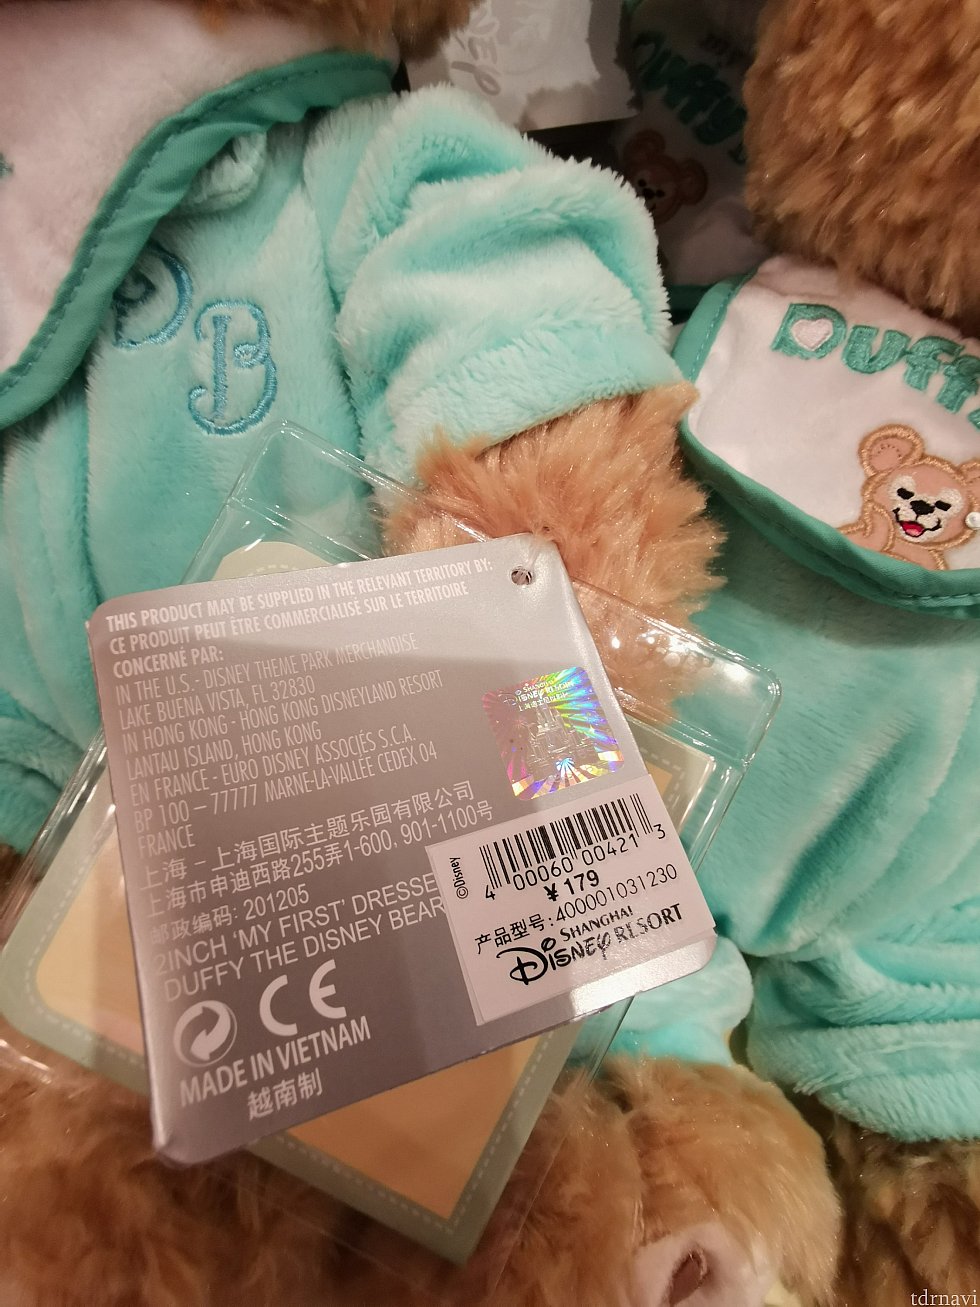 DB
Duff
THIS PRODUCT MAY BE SUPPLIED IN THE RELEVANT TERRITORY BY:
CE PRODUIT PEUT ÊTRE COMMERCIALISE SUR LE TERRITOIRE
CONCERNÉ PAR:
IN THE U.S.- DISNEY THEME PARK MERCHANDISE
LAKE BUENA VISTA, FL 32830
IN HONG KONG - HONG KONG DISNEYLAND RESORT
LANTAU ISLAND, HONG KONG
EN FRANCE - EURO DISNEY ASSOCIÉS S.C.A.
BP 100 – 77777 MARNE-LA-VALLÉE CEDEX 04
FRANCE
上海 – 上海国际主题乐园有限公司
上海市申迪西路255弄1-600, 901-1100号
邮政编码: 201205
2INCH 'MY FIRST' DRESSE
DUFFY THE DISNEY BEAR
CE
MADE IN VIETNAM
越南制
©Disney
4 00060 00421 3
¥ 179
产品型号: 400001031230
SHANGHAI
DISNEY RESORT
tdrnavi